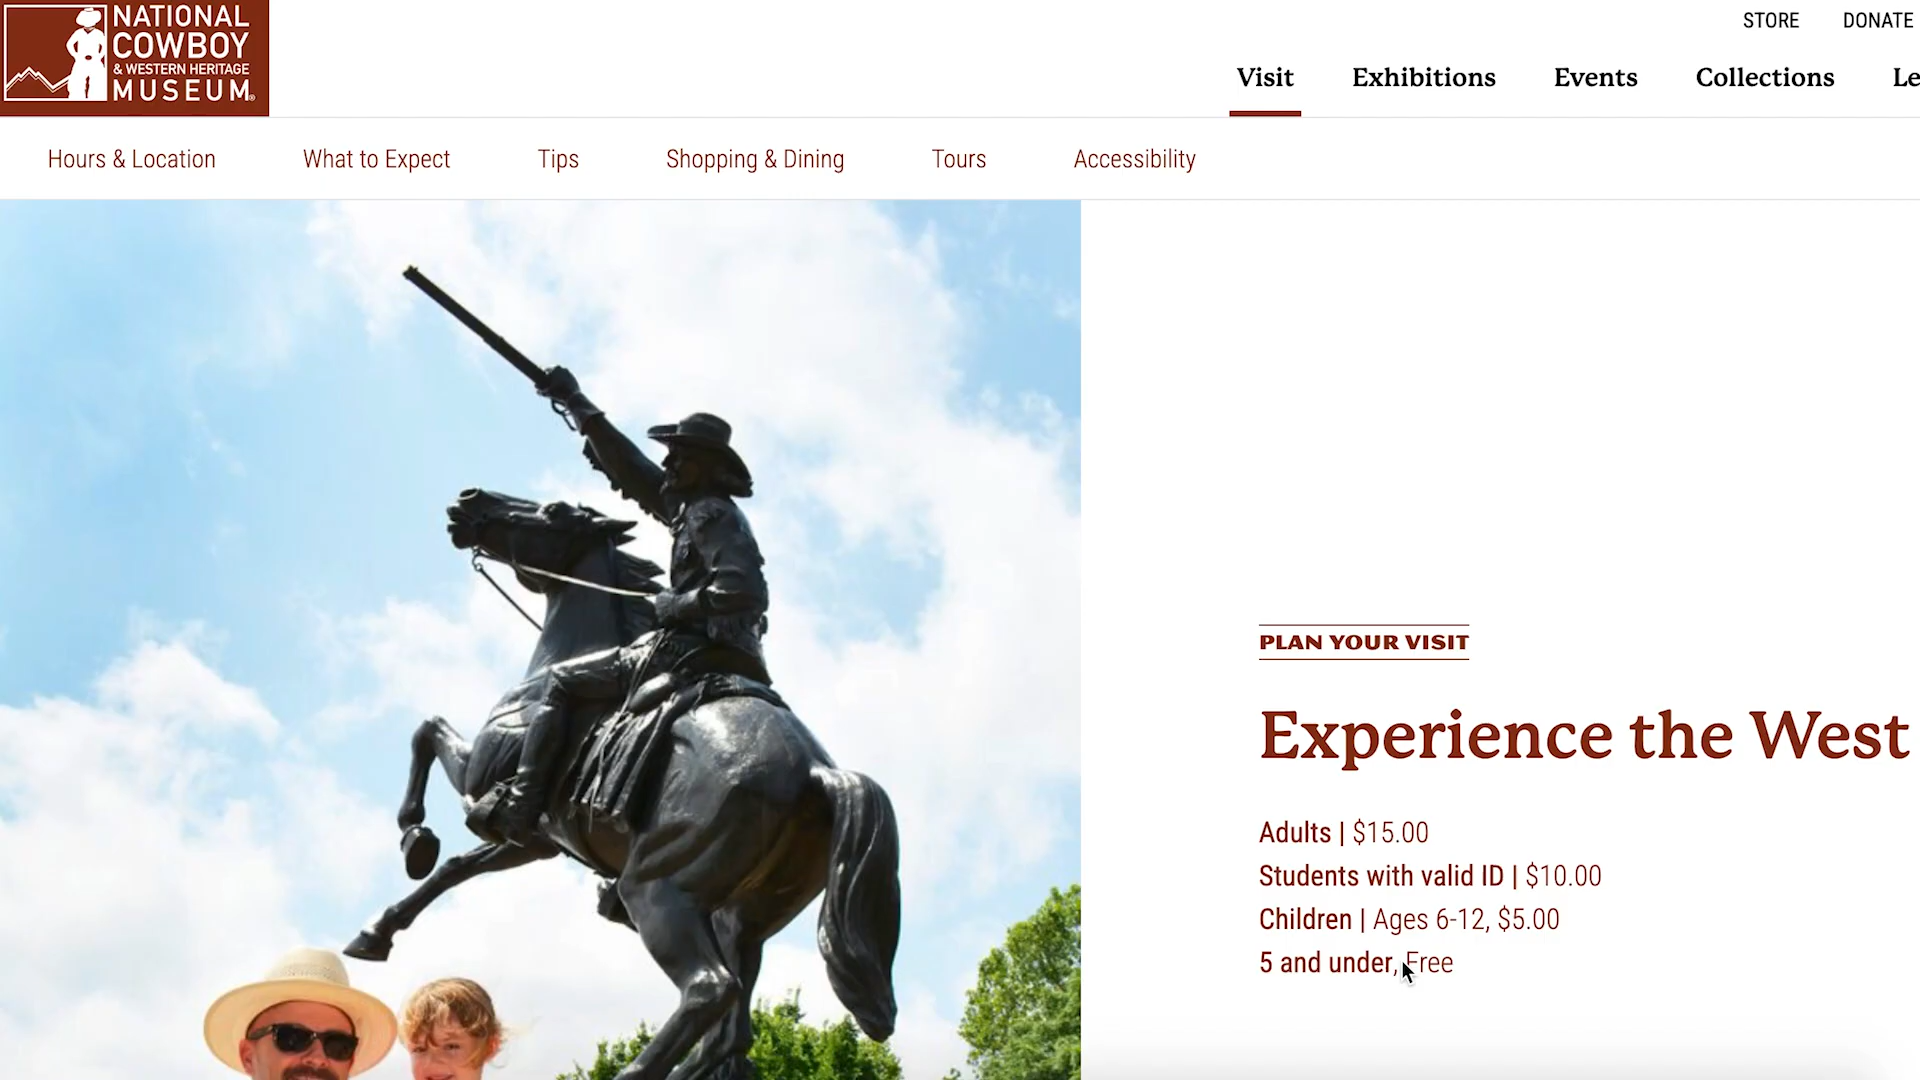 NATIONAL
COWBOY
& WESTERN HERITAGE
MUSEUM®
STORE DONATE
Visit Exhibitions Events Collections Le
Hours & Location What to Expect Tips Shopping & Dining Tours Accessibility
PLAN YOUR VISIT
Experience the West
Adults | $15.00
Students with valid ID | $10.00
Children | Ages 6-12, $5.00
5 and under, Free